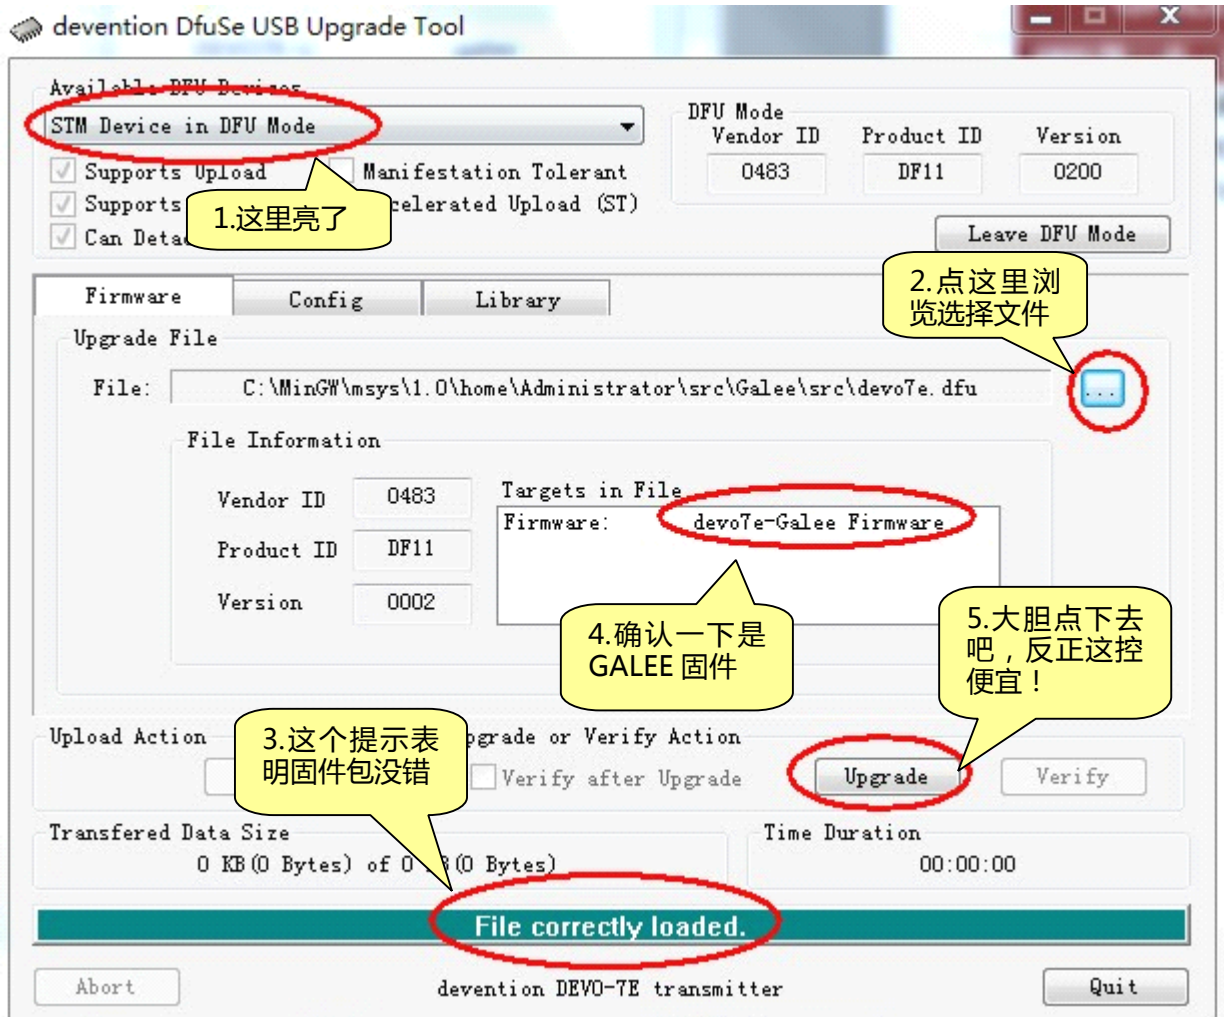 devention DfuSe USB Upgrade Tool
Available DFU Devices
STM Device in DFU Mode
DFU Mode
Vendor ID Product ID Version
0483 DF11 0200
Supports Upload
Manifestation Tolerant
Supports
celerated Upload (ST)
Can Deta
1.这里亮了
Leave DFU Mode
2.点这里浏
览选择文件
Firmware Config Library
Upgrade File
File: C:\MinGW\msys\1.0\home\Administrator\src\Galee\src\devo7e.dfu
...
File Information
Vendor ID 0483
Product ID DF11
Version 0002
Targets in File
Firmware: devo7e-Galee Firmware
4.确认一下是
GALEE 固件
5.大胆点下去
吧，反正这控
便宜！
Upload Action
3.这个提示表
明固件包没错
pgrade or Verify Action
Verify after Upgrade
Upgrade
Verify
Transfered Data Size
0 KB(0 Bytes) of 0 KB(0 Bytes)
Time Duration
00:00:00
File correctly loaded.
Abort
devention DEVO-7E transmitter
Quit